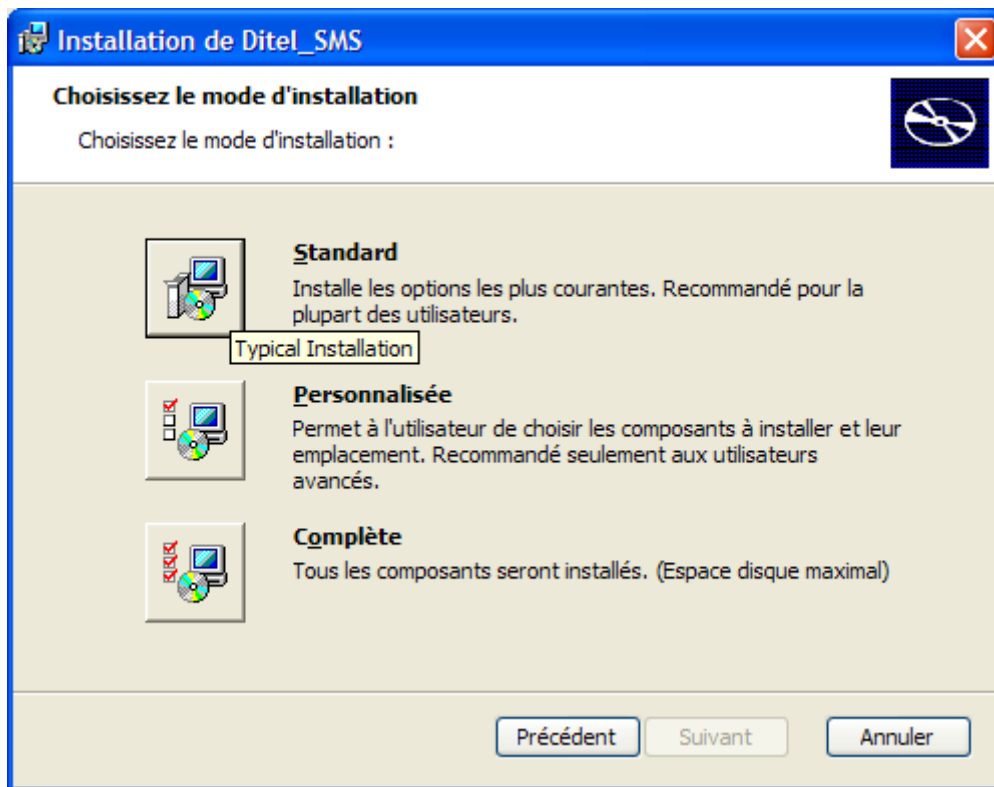 Installation de Ditel_SMS
Choisissez le mode d'installation
Choisissez le mode d'installation :
Standard
Installe les options les plus courantes. Recommandé pour la
plupart des utilisateurs.
Typical Installation
Personnalisée
Permet à l'utilisateur de choisir les composants à installer et leur
emplacement. Recommandé seulement aux utilisateurs
avancés.
Complète
Tous les composants seront installés. (Espace disque maximal)
Précédent
Suivant
Annuler